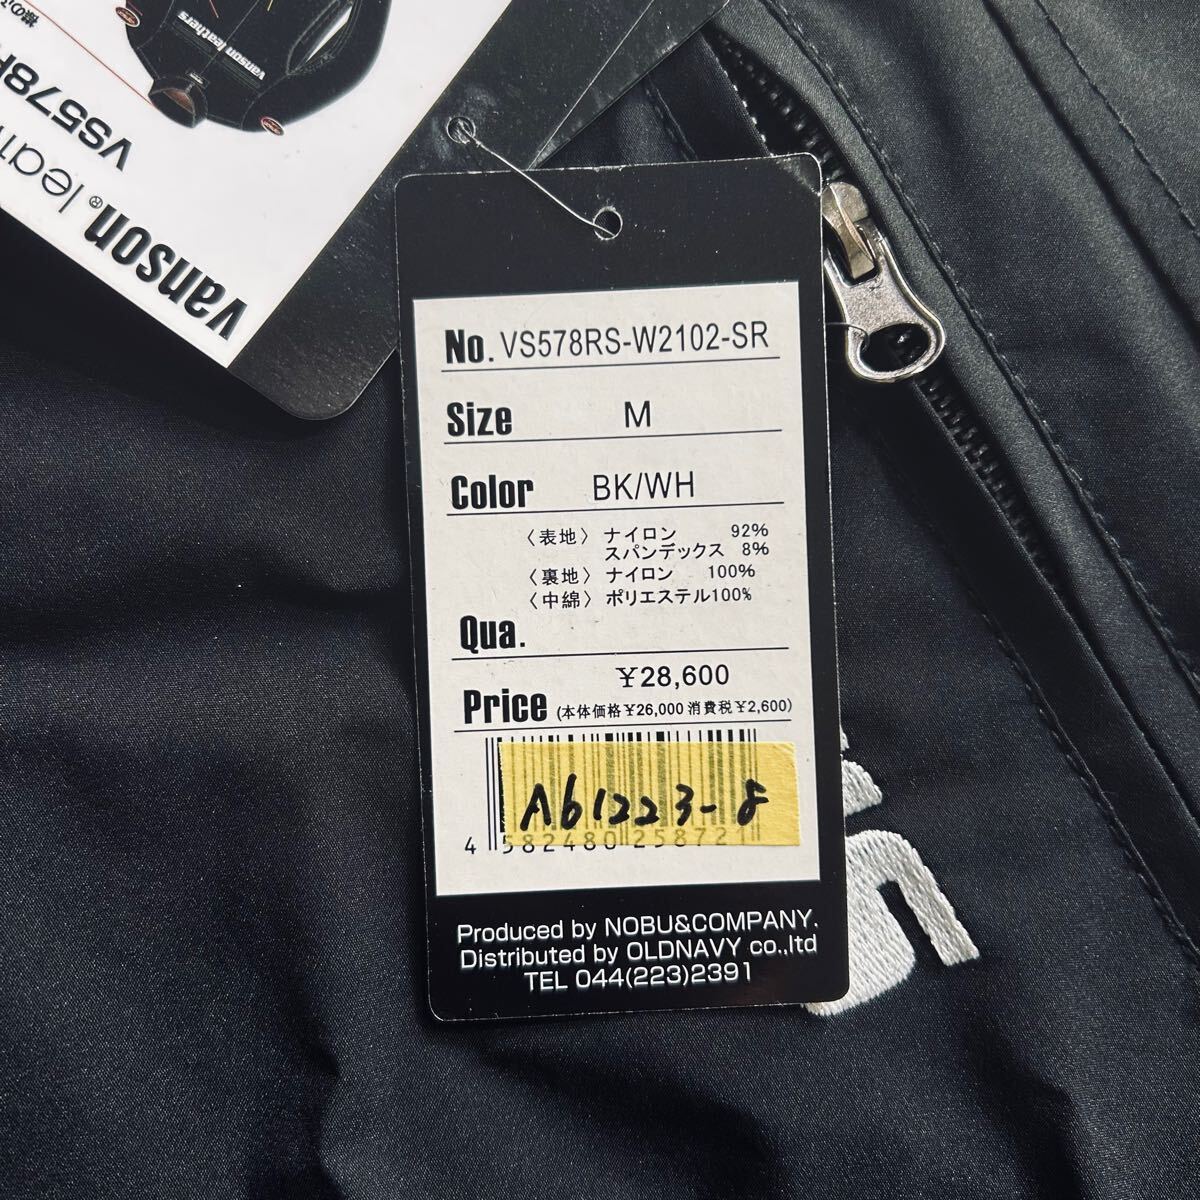 vanson leathers
VS578R
vanson® leath
No. VS578RS-W2102-SR
Size M
Color BK/WH
〈表地〉 ナイロン 92%
スパンデックス 8%
〈裏地〉 ナイロン 100%
〈中綿〉 ポリエステル100%
Qua.
￥28,600
Price (本体価格￥26,000 消費税￥2,600)
A61223-8
4 582480 258721
Produced by NOBU&COMPANY.
Distributed by OLDNAVY co.,ltd
TEL 044(223)2391